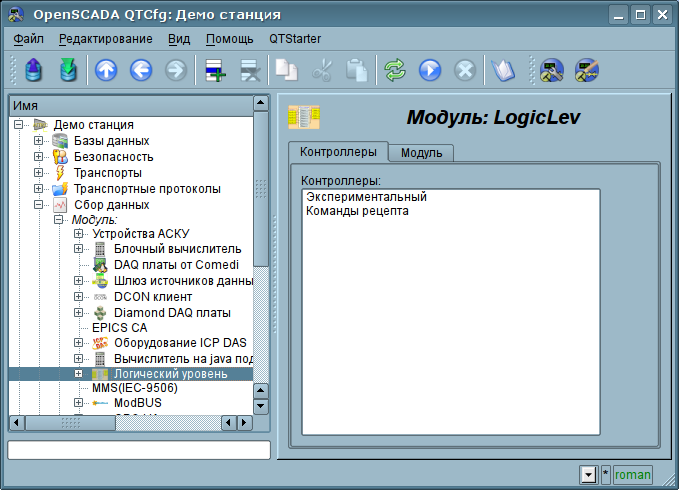 OpenSCADA QTCfg: Демо станция
Файл Редактирование Вид Помощь QTStarter
Имя
Демо станция
Базы данных
Безопасность
Транспорты
Транспортные протоколы
Сбор данных
Модуль:
Устройства АСКУ
Блочный вычислитель
DAQ платы от Comedi
Шлюз источников данны
DCON клиент
Diamond DAQ платы
EPICS CA
Оборудование ICP DAS
Вычислитель на java под
Логический уровень
MMS(IEC-9506)
ModBUS
Модуль: LogicLev
Контроллеры Модуль
Контроллеры:
Экспериментальный
Команды рецепта
* roman